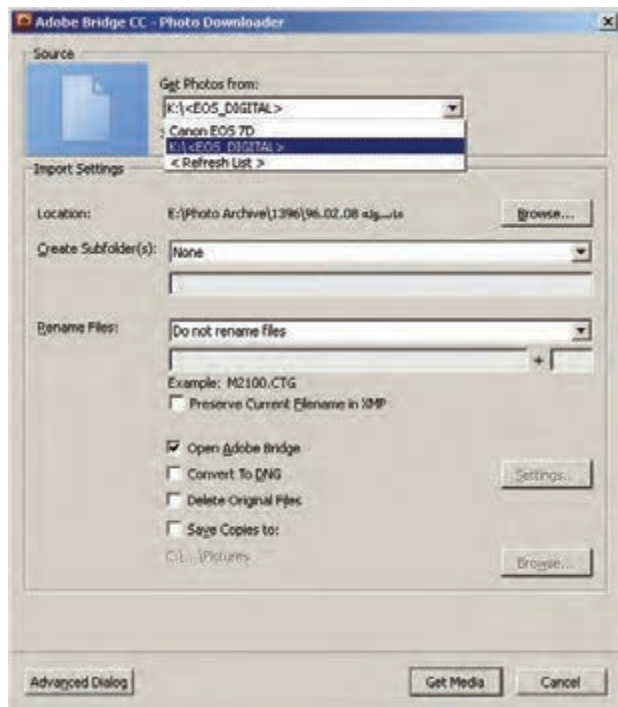 Adobe Bridge CC - Photo Downloader
Source
Get Photos from:
K:\<EOS_DIGITAL>
Canon EOS 7D
K:\<EOS_DIGITAL>
< Refresh List >
Import Settings
Location: E:\Photo Archive\1396\96.02.08 ماسوله Browse...
Create Subfolder(s): None
Rename Files: Do not rename files
+
Example: M2100.CTG
Preserve Current Filename in XMP
Open Adobe Bridge
Convert To DNG Settings...
Delete Original Files
Save Copies to:
C:\...\Pictures Browse...
Advanced Dialog Get Media Cancel